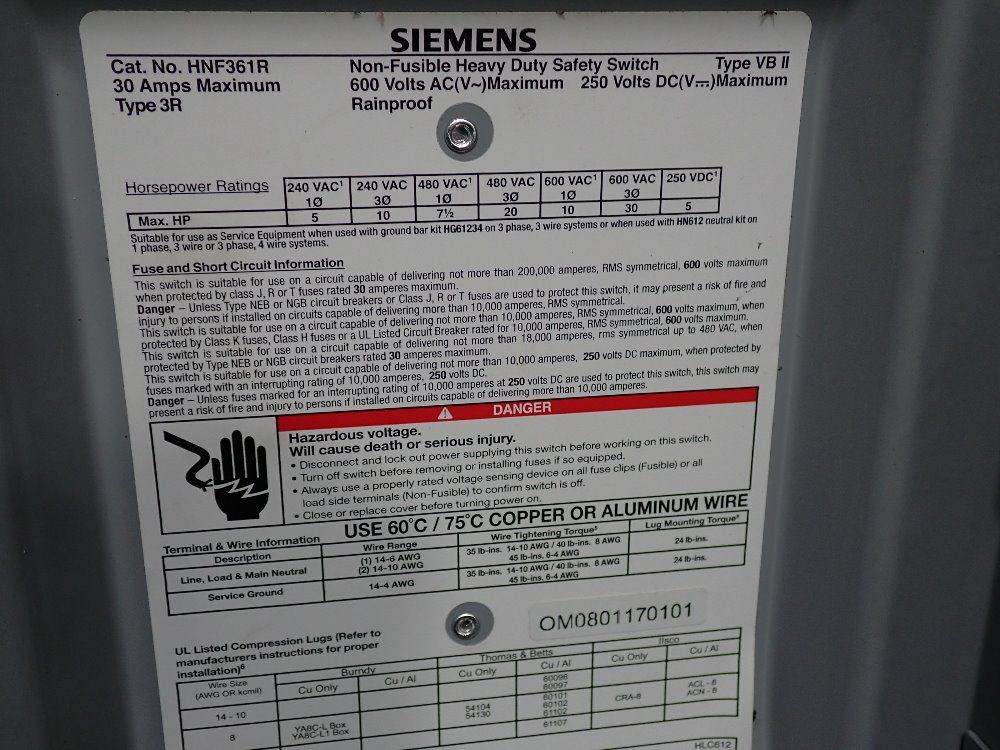 SIEMENS
Cat. No. HNF361R Non-Fusible Heavy Duty Safety Switch Type VB II
30 Amps Maximum 600 Volts AC(V~)Maximum 250 Volts DC(V⎓)Maximum
Type 3R Rainproof
Horsepower Ratings 240 VAC¹ 1Ø 240 VAC 3Ø 480 VAC¹ 1Ø 480 VAC 3Ø 600 VAC¹ 1Ø 600 VAC 3Ø 250 VDC¹
Max. HP 5 10 7½ 20 10 30 5
Suitable for use as Service Equipment when used with ground bar kit HG61234 on 3 phase, 3 wire systems or when used with HN612 neutral kit on
1 phase, 3 wire or 3 phase, 4 wire systems.
Fuse and Short Circuit Information
This switch is suitable for use on a circuit capable of delivering not more than 200,000 amperes, RMS symmetrical, 600 volts maximum
when protected by class J, R or T fuses rated 30 amperes maximum.
Danger – Unless Type NEB or NGB circuit breakers or Class J, R or T fuses are used to protect this switch, it may present a risk of fire and
injury to persons if installed on circuits capable of delivering more than 10,000 amperes, RMS symmetrical.
This switch is suitable for use on a circuit capable of delivering not more than 10,000 amperes, RMS symmetrical, 600 volts maximum, when
protected by Class K fuses, Class H fuses or a UL Listed Circuit Breaker rated for 10,000 amperes, RMS symmetrical, 600 volts maximum.
This switch is suitable for use on a circuit capable of delivering not more than 18,000 amperes, rms symmetrical up to 480 VAC, when
protected by Type NEB or NGB circuit breakers rated 30 amperes maximum.
This switch is suitable for use on a circuit capable of delivering not more than 10,000 amperes, 250 volts DC maximum, when protected by
fuses marked with an interrupting rating of 10,000 amperes, 250 volts DC.
Danger – Unless fuses marked for an interrupting rating of 10,000 amperes at 250 volts DC are used to protect this switch, this switch may
present a risk of fire and injury to persons if installed on circuits capable of delivering more than 10,000 amperes.
DANGER
Hazardous voltage.
Will cause death or serious injury.
• Disconnect and lock out power supplying this switch before working on this switch.
• Turn off switch before removing or installing fuses if so equipped.
• Always use a properly rated voltage sensing device on all fuse clips (Fusible) or all
load side terminals (Non-Fusible) to confirm switch is off.
• Close or replace cover before turning power on.
USE 60°C / 75°C COPPER OR ALUMINUM WIRE
Terminal & Wire Information
Description Wire Range Wire Tightening Torque⁵ Lug Mounting Torque
Line, Load & Main Neutral (1) 14-6 AWG (2) 14-10 AWG 35 lb-ins. 14-10 AWG / 40 lb-ins. 8 AWG 45 lb-ins. 6-4 AWG 24 lb-ins.
Service Ground 14-4 AWG 35 lb-ins. 14-10 AWG / 40 lb-ins. 8 AWG 45 lb-ins. 6-4 AWG 24 lb-ins.
OM0801170101
UL Listed Compression Lugs (Refer to
manufacturers instructions for proper
installation)⁶
Burndy Thomas & Betts Ilsco
Wire Size (AWG OR kcmil) Cu Only Cu / Al Cu Only Cu / Al Cu Only Cu / Al
14 - 10 60096 60097
8 YA8C-L Box YA8C-L1 Box 54104 54130 60101 60102 61102 61107 CRA-8 ACL - 8 ACN - 8
HLC612